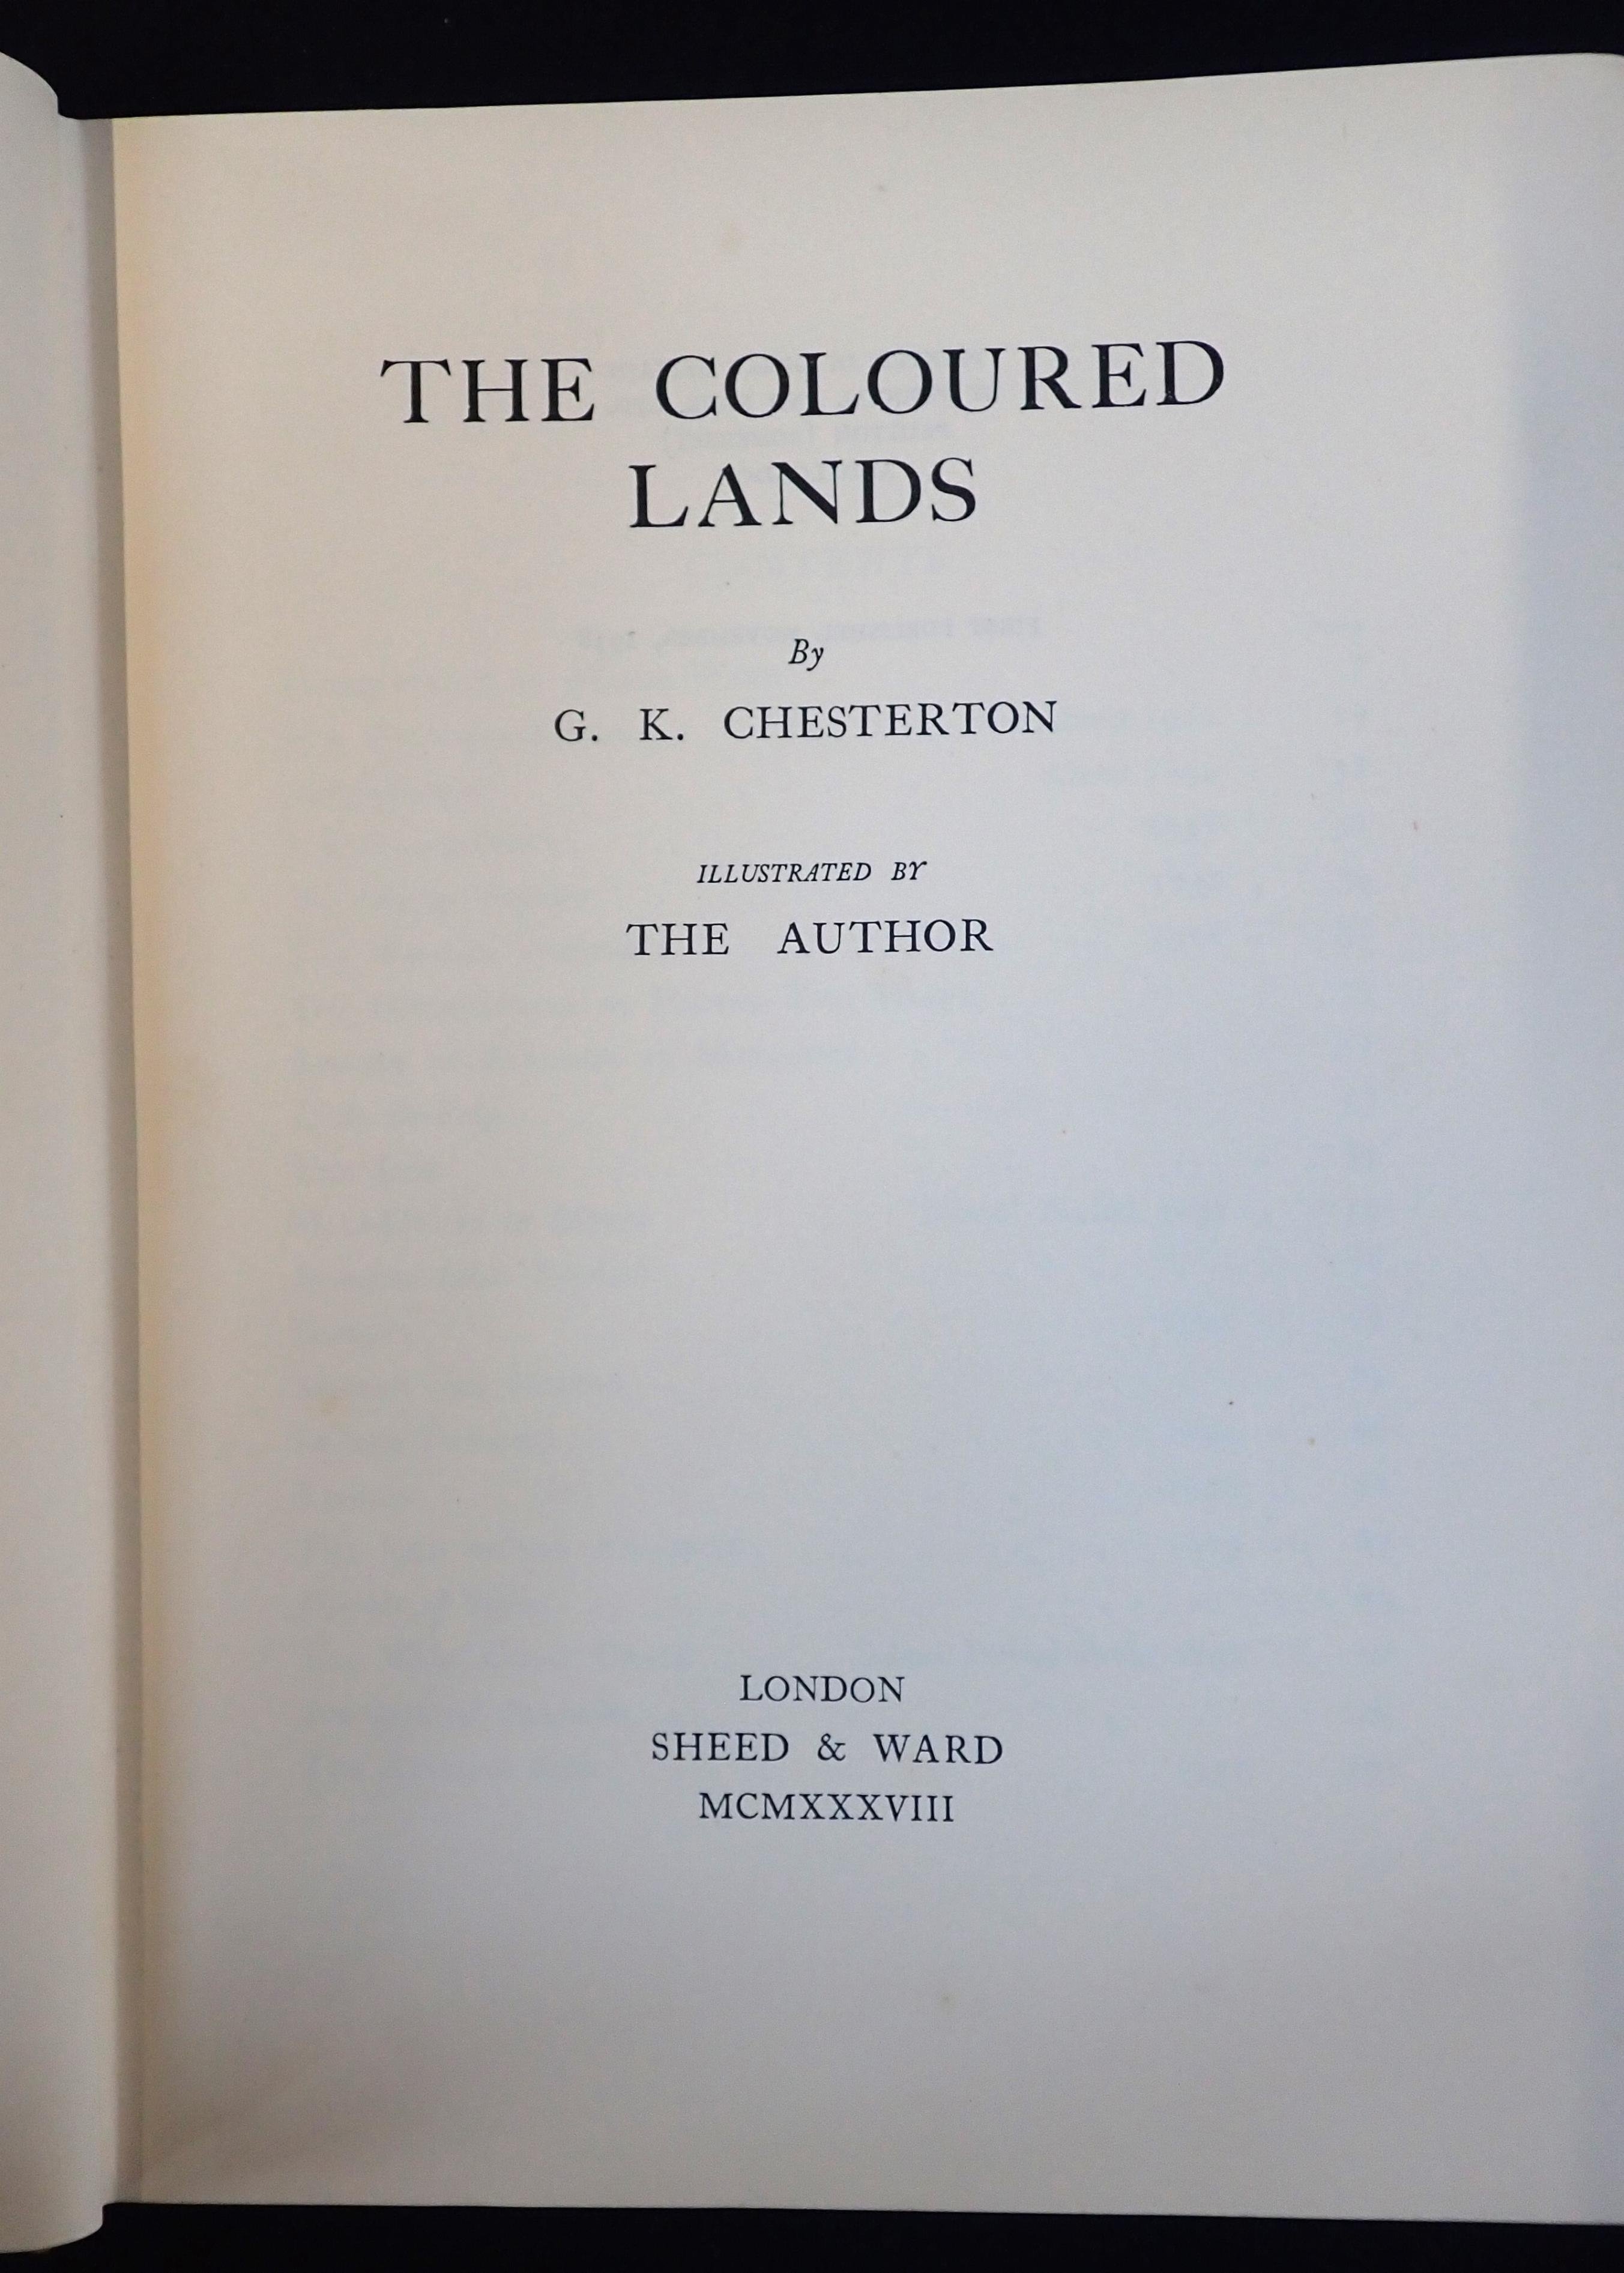 THE COLOURED
LANDS
By
G. K. CHESTERTON
ILLUSTRATED BY
THE AUTHOR
LONDON
SHEED & WARD
MCMXXXVIII